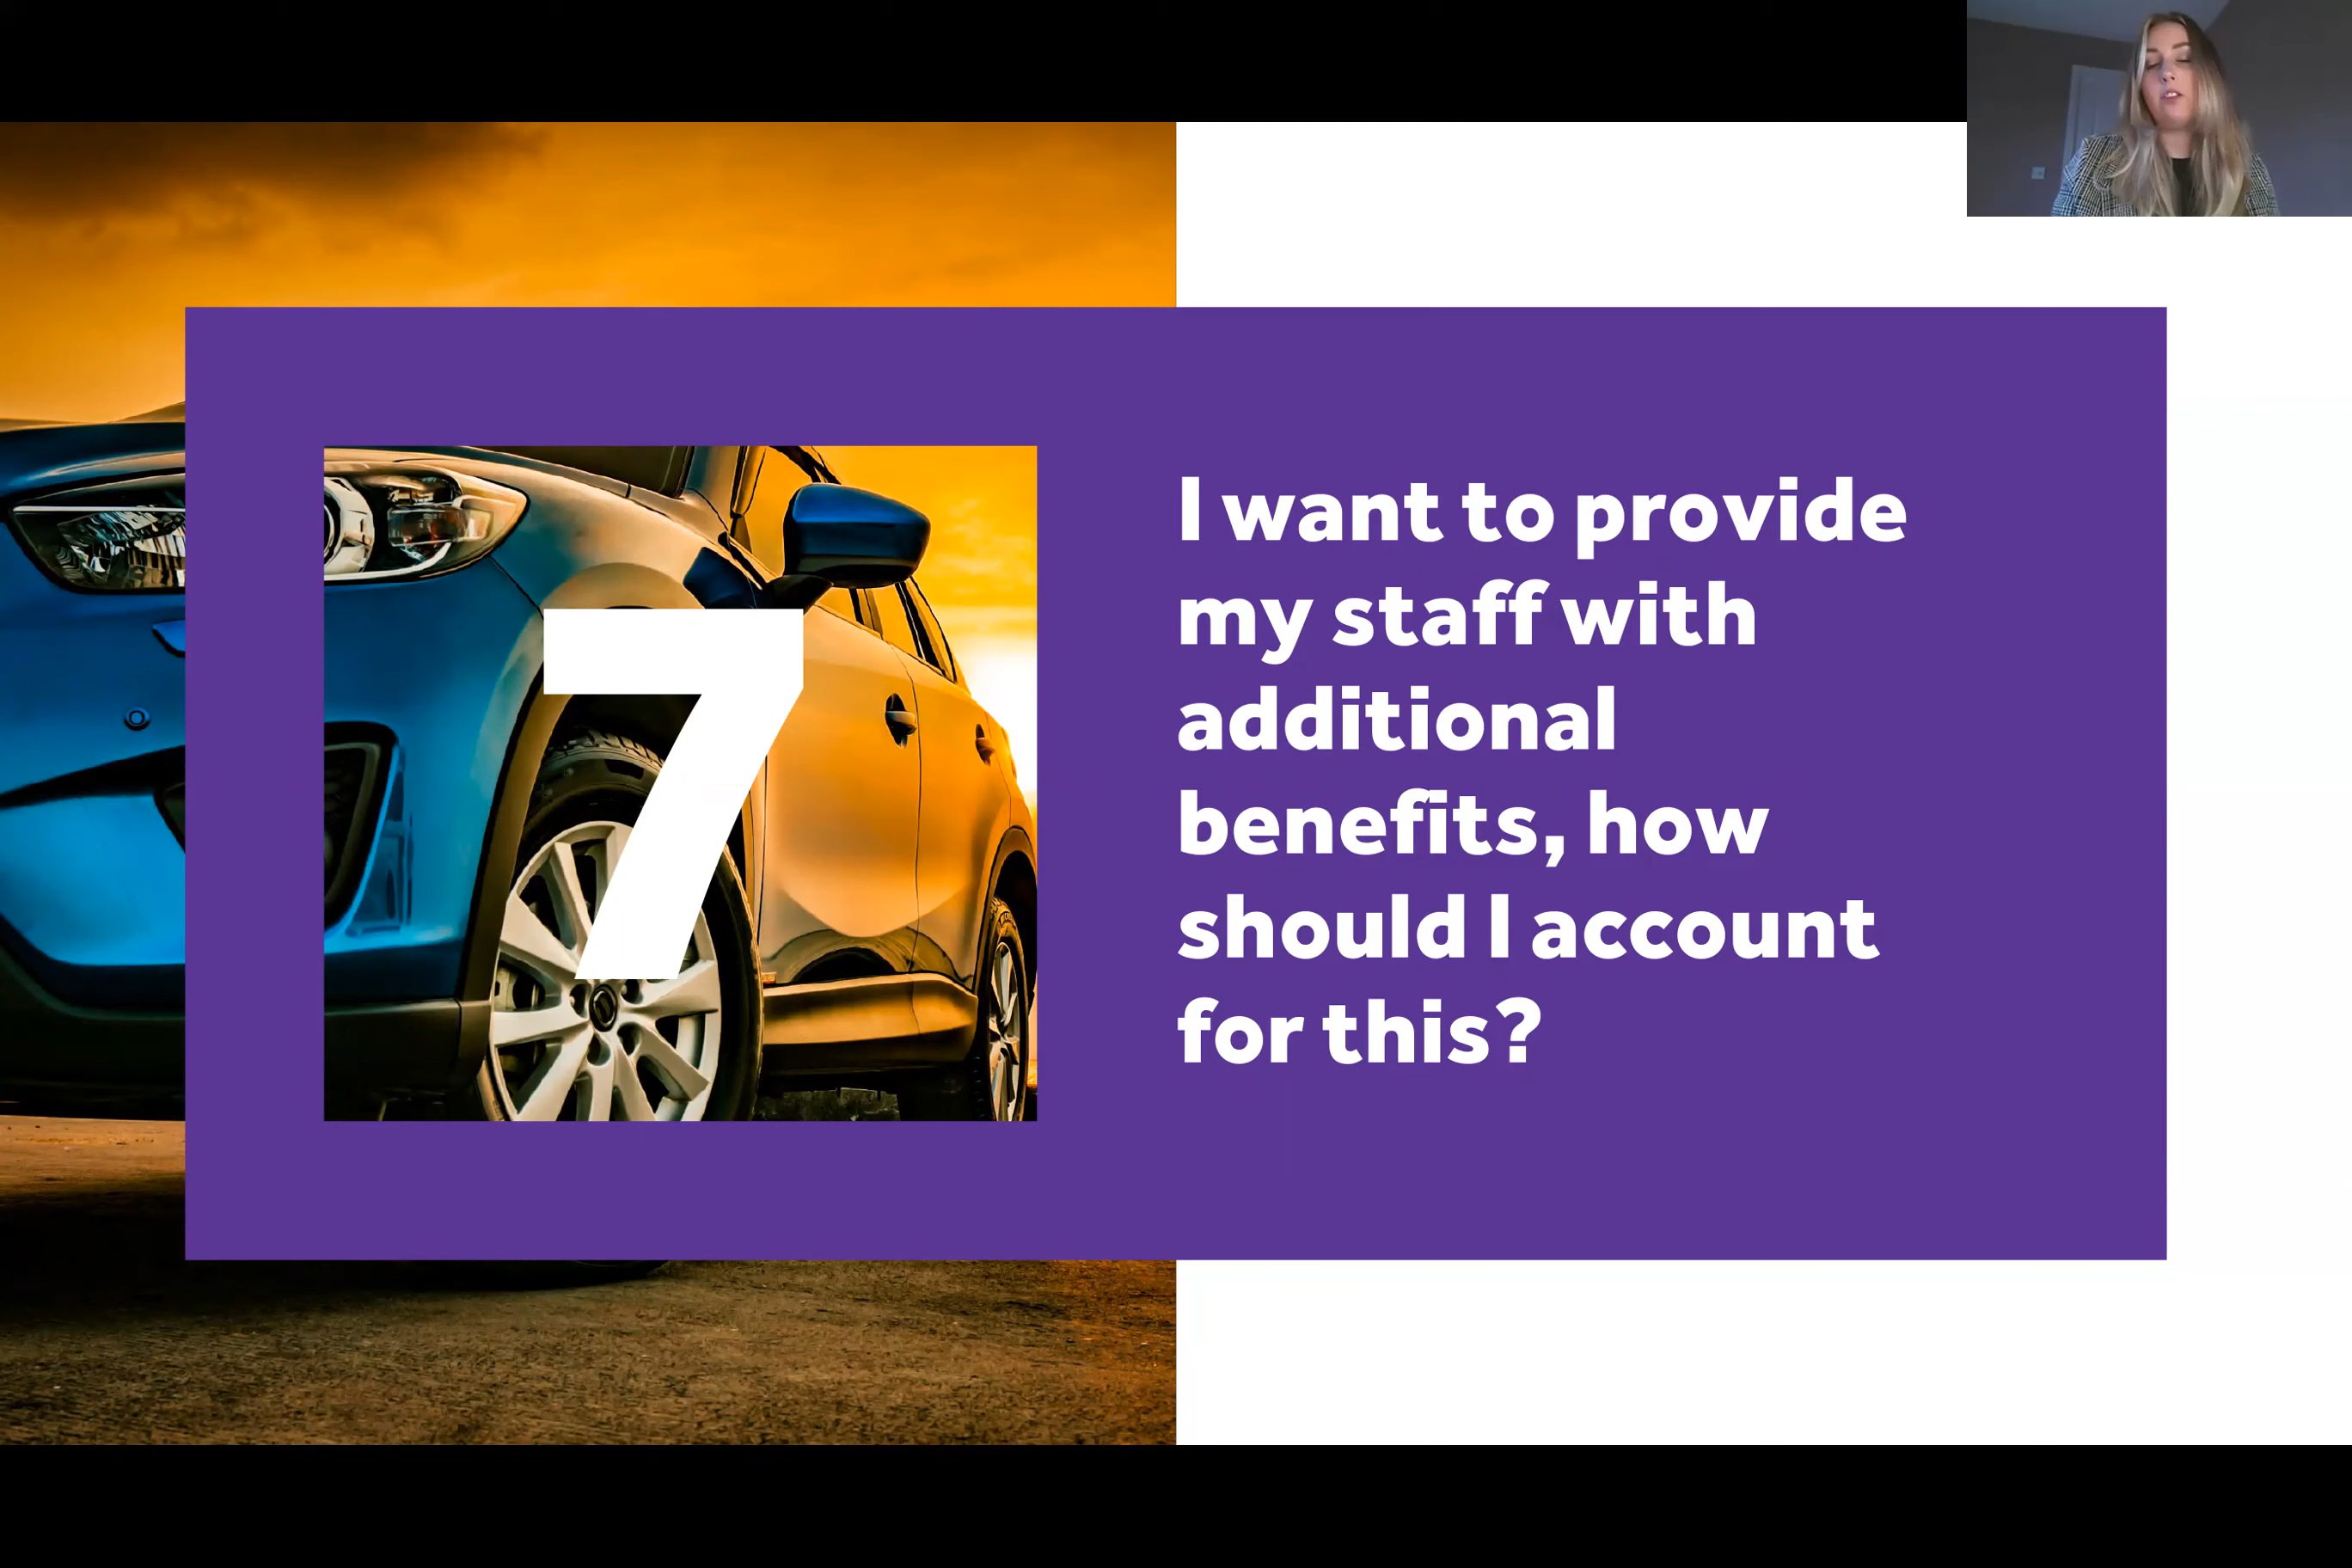 7
I want to provide
my staff with
additional
benefits, how
should I account
for this?